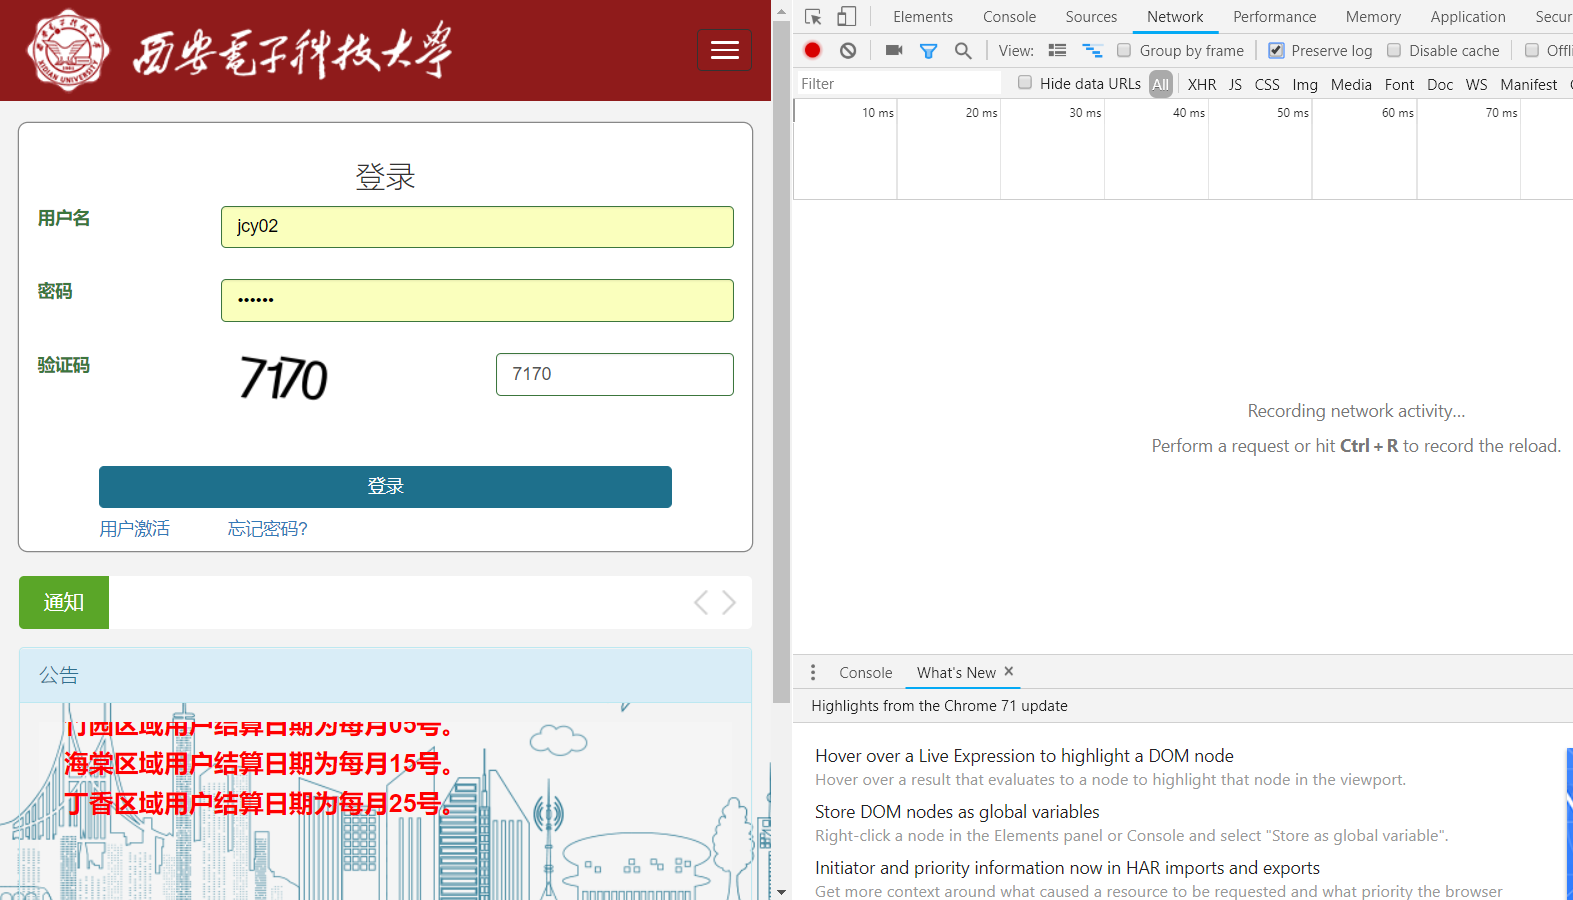 西安電子科技大學
XIDIAN UNIVERSITY
登录
用户名
jcy02
密码
••••••
验证码
7170
7170
登录
用户激活 忘记密码?
通知
公告
竹园区域用户结算日期为每月05号。
海棠区域用户结算日期为每月15号。
丁香区域用户结算日期为每月25号。
Elements Console Sources Network Performance Memory Application Secur
View: Group by frame Preserve log Disable cache Offli
Filter Hide data URLs All XHR JS CSS Img Media Font Doc WS Manifest
10 ms 20 ms 30 ms 40 ms 50 ms 60 ms 70 ms
Recording network activity...
Perform a request or hit Ctrl + R to record the reload.
Console What's New ×
Highlights from the Chrome 71 update
Hover over a Live Expression to highlight a DOM node
Hover over a result that evaluates to a node to highlight that node in the viewport.
Store DOM nodes as global variables
Right-click a node in the Elements panel or Console and select "Store as global variable".
Initiator and priority information now in HAR imports and exports
Get more context around what caused a resource to be requested and what priority the browser